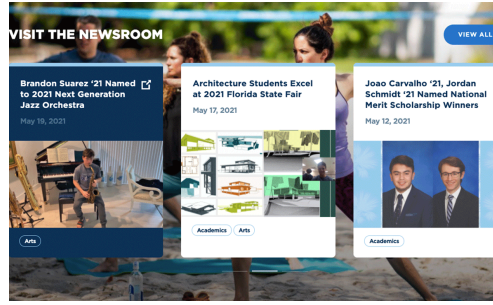 VISIT THE NEWSROOM
VIEW ALL
Brandon Suarez ‘21 Named
to 2021 Next Generation
Jazz Orchestra
May 19, 2021
Arts
Architecture Students Excel
at 2021 Florida State Fair
May 17, 2021
Academics
Arts
Joao Carvalho ‘21, Jordan
Schmidt ‘21 Named National
Merit Scholarship Winners
May 12, 2021
Academics